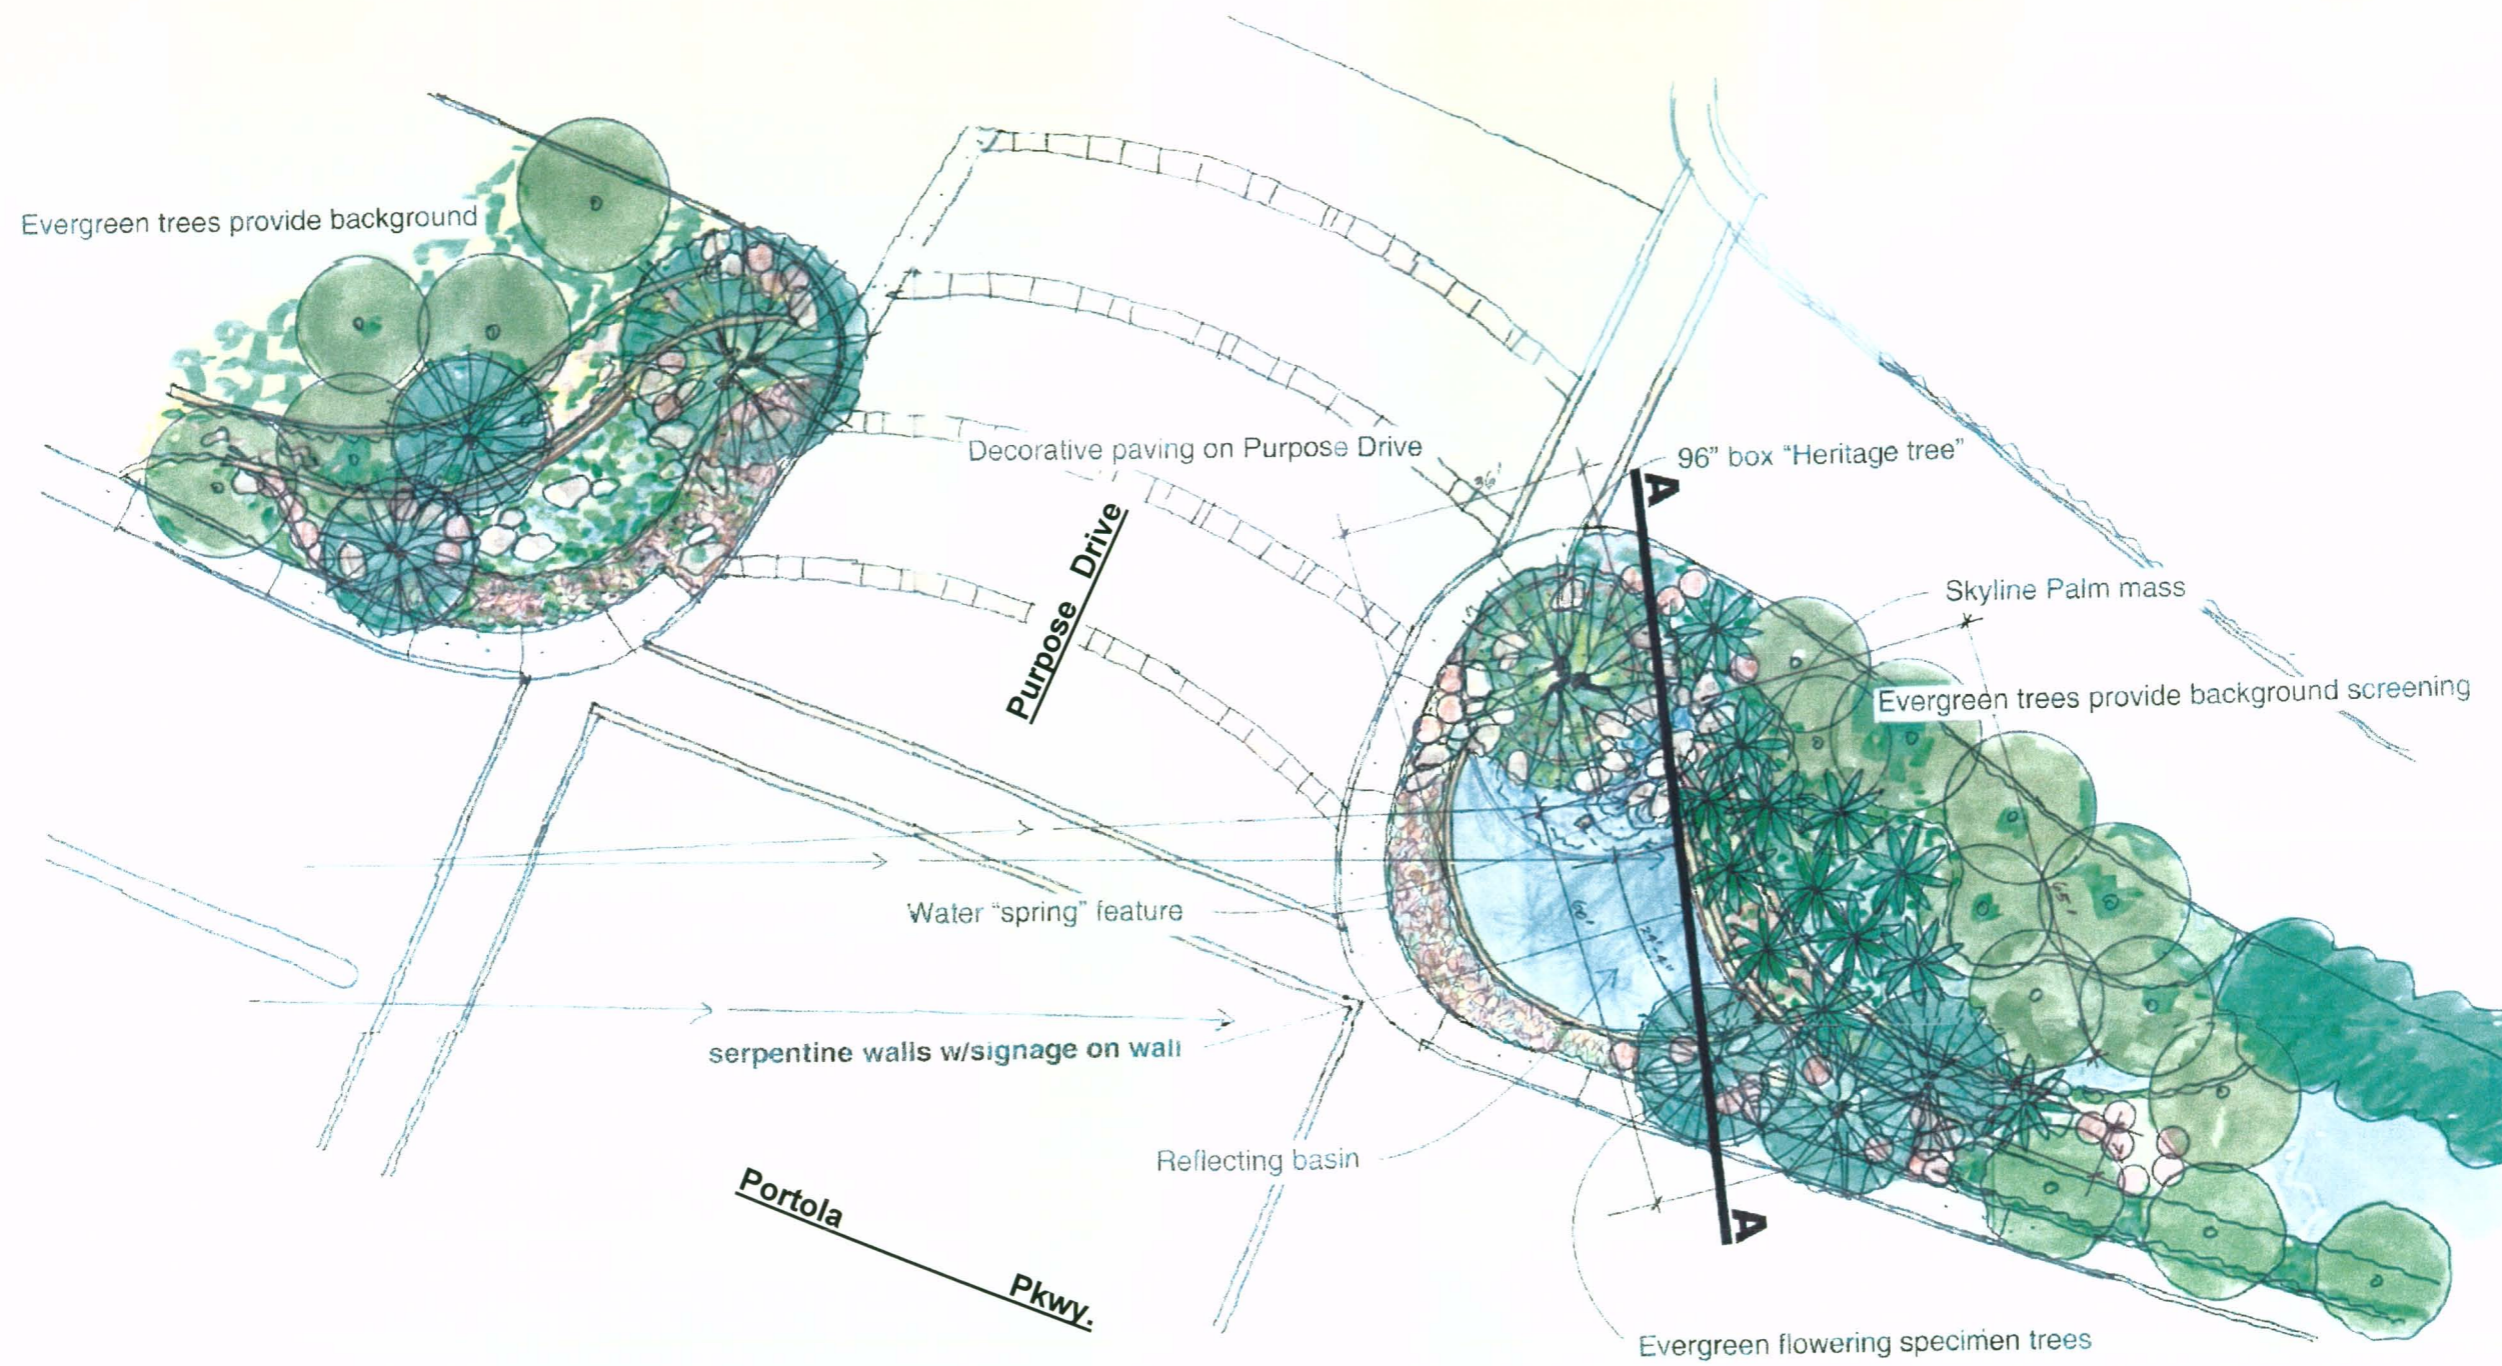 Evergreen trees provide background
Decorative paving on Purpose Drive
96” box “Heritage tree”
A
Purpose Drive
Skyline Palm mass
Evergreen trees provide background screening
Water “spring” feature
65'
66'
serpentine walls w/signage on wall
Reflecting basin
Portola Pkwy.
A
Evergreen flowering specimen trees